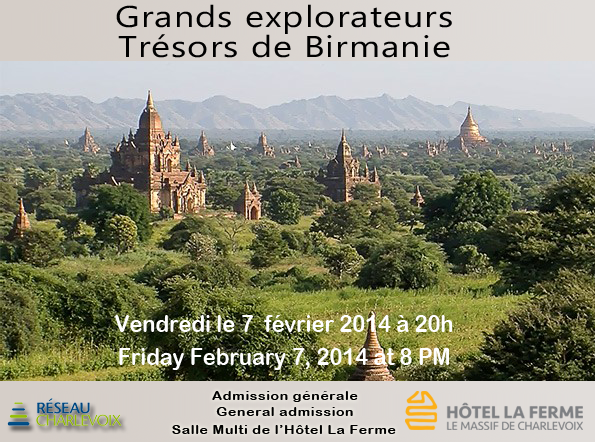 Grands explorateurs
Trésors de Birmanie
Vendredi le 7 février 2014 à 20h
Friday February 7, 2014 at 8 PM
Admission générale
General admission
Salle Multi de l'Hôtel La Ferme
RÉSEAU
CHARLEVOIX
HÔTEL LA FERME
LE MASSIF DE CHARLEVOIX